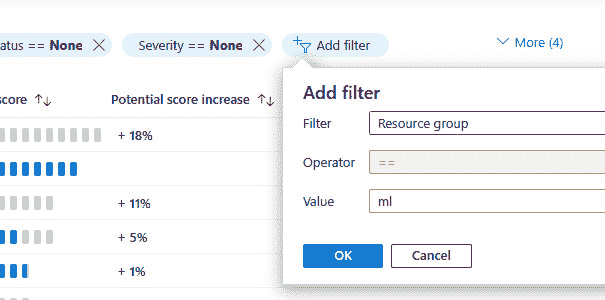 atus == None
Severity == None
Add filter
More (4)
score
Potential score increase
+ 18%
+ 11%
+ 5%
+ 1%
Add filter
Filter
Resource group
Operator
==
Value
ml
OK
Cancel